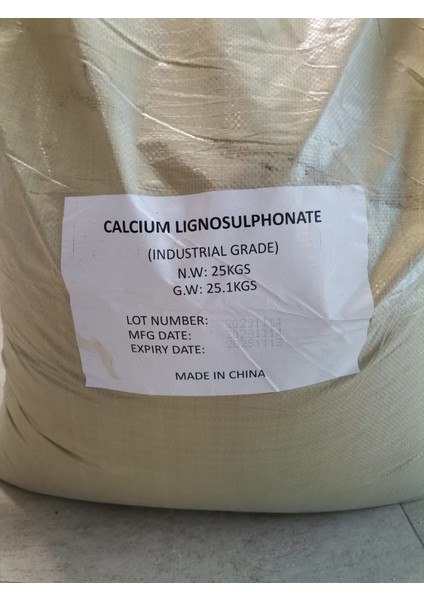 CALCIUM LIGNOSULPHONATE
(INDUSTRIAL GRADE)
N.W: 25KGS
G.W: 25.1KGS
LOT NUMBER:
MFG DATE:
EXPIRY DATE:
MADE IN CHINA